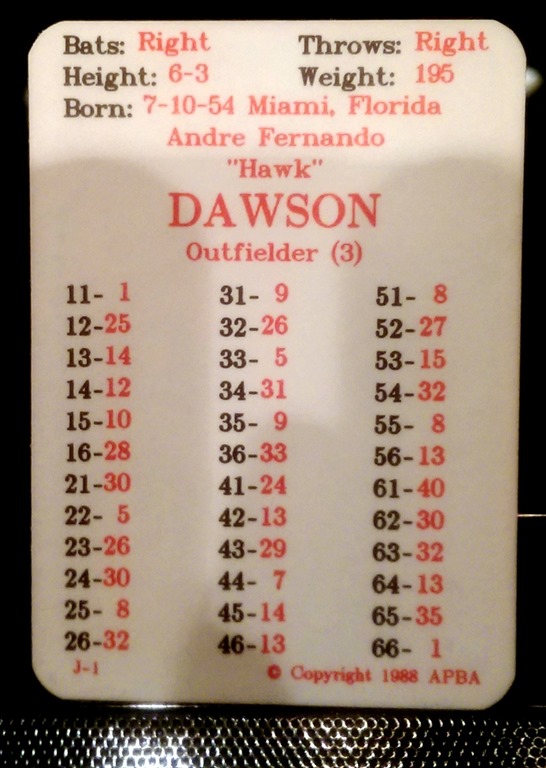 Bats: Right Throws: Right
Height: 6-3 Weight: 195
Born: 7-10-54 Miami, Florida
Andre Fernando
"Hawk"
DAWSON
Outfielder (3)
11- 1 31- 9 51- 8
12-25 32-26 52-27
13-14 33- 5 53-15
14-12 34-31 54-32
15-10 35- 9 55- 8
16-28 36-33 56-13
21-30 41-24 61-40
22- 5 42-13 62-30
23-26 43-29 63-32
24-30 44- 7 64-13
25- 8 45-14 65-35
26-32 46-13 66- 1
J-1 © Copyright 1988 APBA